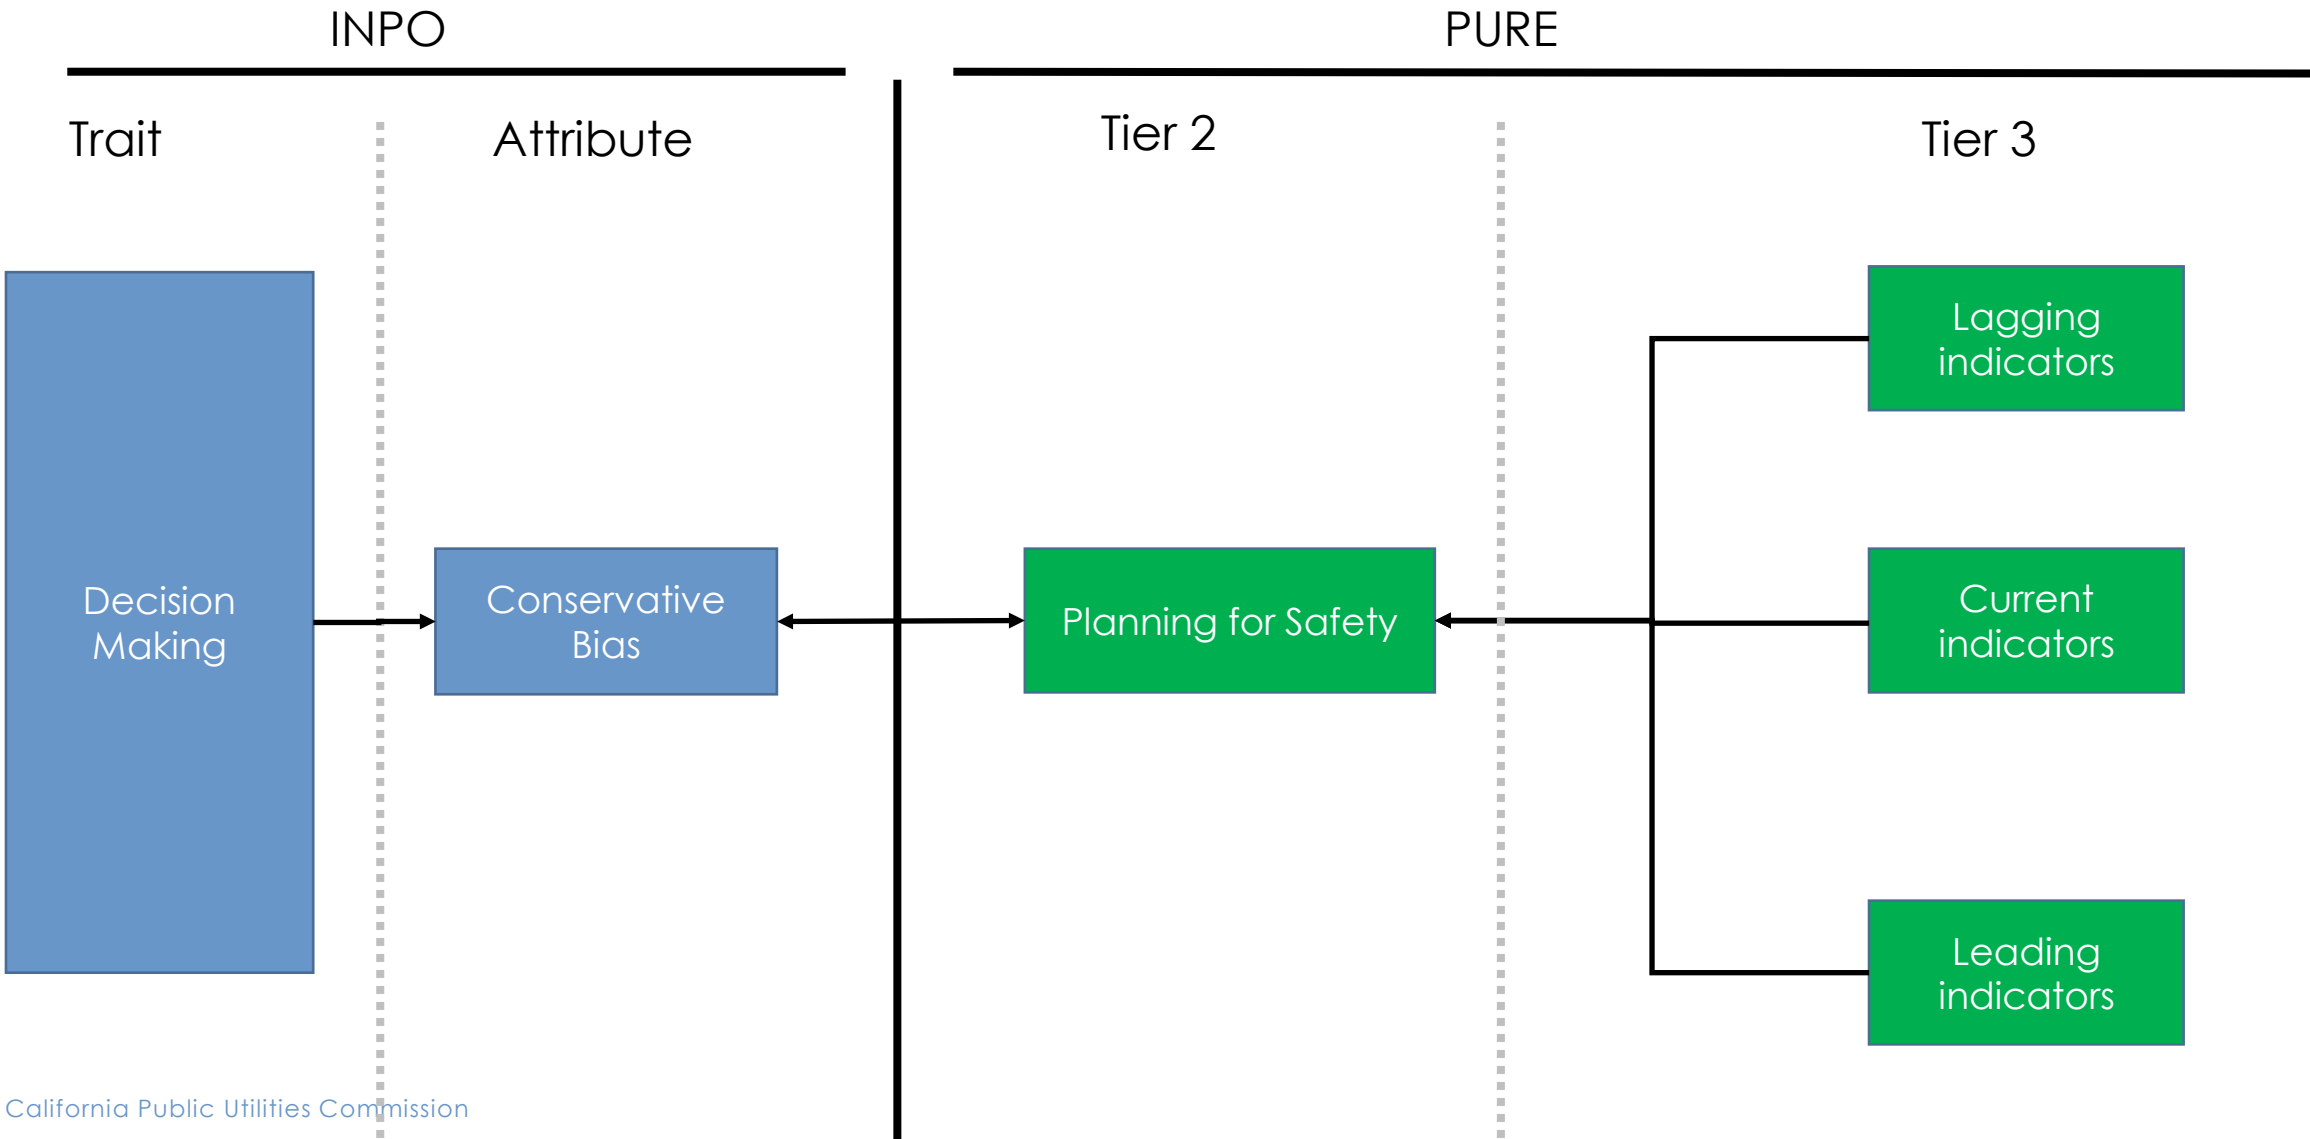 INPO
PURE
Trait
Attribute
Tier 2
Tier 3
Decision
Making
Conservative
Bias
Planning for Safety
Lagging
indicators
Current
indicators
Leading
indicators
California Public Utilities Commission